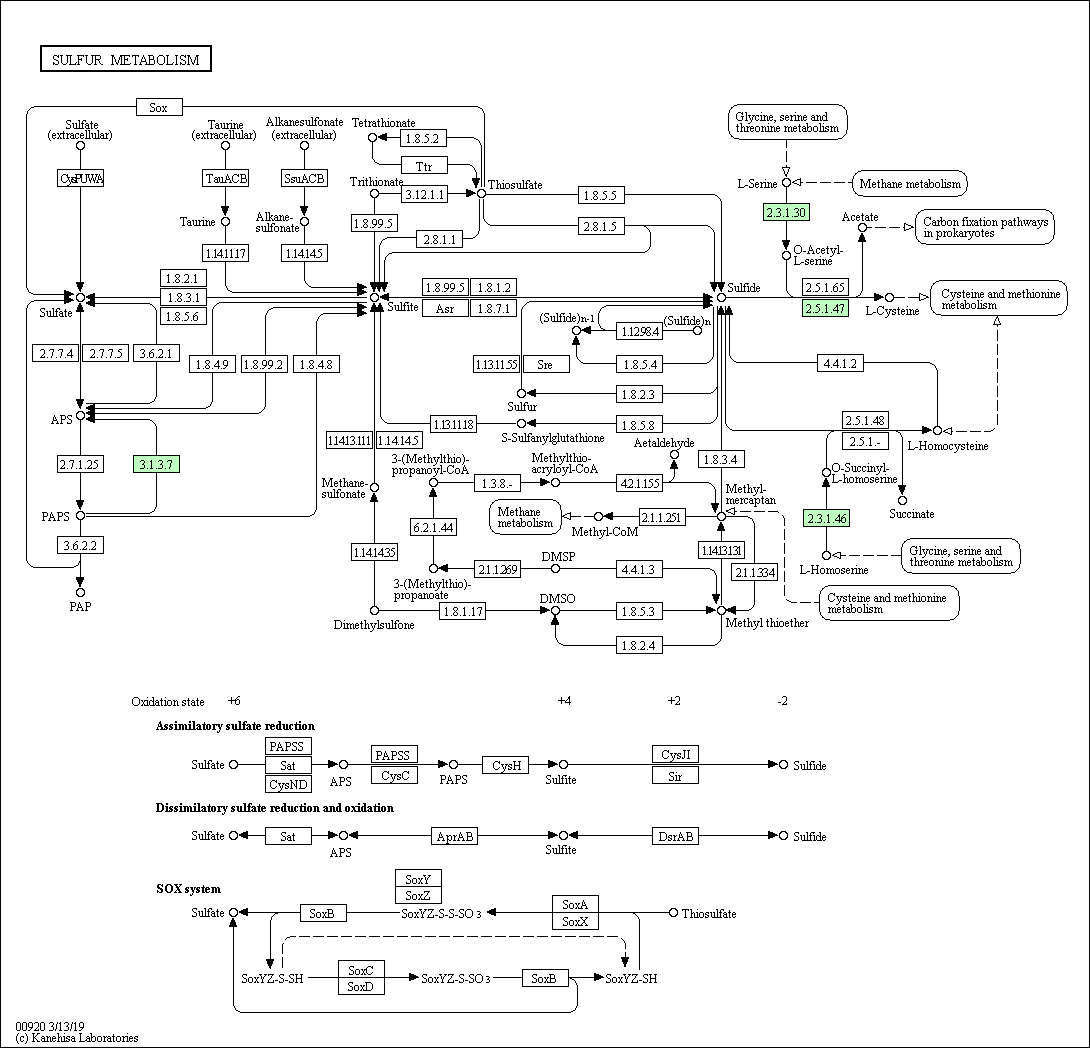 SULFUR METABOLISM
Sox
Sulfate
(extracellular)
Taurine
(extracellular)
Alkanesulfonate
(extracellular)
Tetrathionate
1.8.5.2
Ttr
Glycine, serine and
threonine metabolism
CysPUWA
TauACB
SsuACB
Trithionate
3.12.1.1
Thiosulfate
1.8.5.5
L-Serine
Methane metabolism
Taurine
Alkane-
sulfonate
1.8.99.5
2.8.1.1
2.8.1.5
2.3.1.30
Acetate
Carbon fixation pathways
in prokaryotes
1.14.11.17
1.14.14.5
O-Acetyl-
L-serine
1.8.2.1
1.8.3.1
1.8.5.6
Sulfate
Sulfite
1.8.99.5
1.8.1.2
Asr
1.8.7.1
Sulfide
2.5.1.65
2.5.1.47
L-Cysteine
Cysteine and methionine
metabolism
(Sulfide)n-1
1.12.98.4
(Sulfide)n
2.7.7.4
2.7.7.5
3.6.2.1
1.8.4.9
1.8.99.2
1.8.4.8
1.13.11.55
Sre
1.8.5.4
4.4.1.2
Sulfur
1.8.2.3
APS
1.13.11.18
S-Sulfanylglutathione
1.8.5.8
2.5.1.48
2.5.1.-
L-Homocysteine
1.14.13.111
1.14.14.5
Aetaldehyde
2.7.1.25
3.1.3.7
3-(Methylthio)-
propanoyl-CoA
Methylthio-
acryloyl-CoA
1.8.3.4
O-Succinyl-
L-homoserine
1.3.8.-
4.2.1.155
Methane-
sulfonate
Methyl-
mercaptan
Succinate
PAPS
Methane
metabolism
Methyl-CoM
2.1.1.251
2.3.1.46
6.2.1.44
3.6.2.2
1.14.14.35
1.14.13.131
L-Homoserine
Glycine, serine and
threonine metabolism
DMSP
2.1.1.269
4.4.1.3
2.1.1.334
3-(Methylthio)-
propanoate
PAP
DMSO
Cysteine and methionine
metabolism
Dimethylsulfone
1.8.1.17
1.8.5.3
Methyl thioether
1.8.2.4
Oxidation state
+6
+4
+2
-2
Assimilatory sulfate reduction
PAPSS
Sat
CysND
PAPSS
CysC
CysH
CysJI
Sir
Sulfate
APS
PAPS
Sulfite
Sulfide
Dissimilatory sulfate reduction and oxidation
Sulfate
Sat
APS
AprAB
Sulfite
DsrAB
Sulfide
SOX system
SoxY
SoxZ
Sulfate
SoxB
SoxYZ-S-S-SO3
SoxA
SoxX
Thiosulfate
SoxYZ-S-SH
SoxC
SoxD
SoxYZ-S-SO3
SoxB
SoxYZ-SH
00920 3/13/19
(c) Kanehisa Laboratories